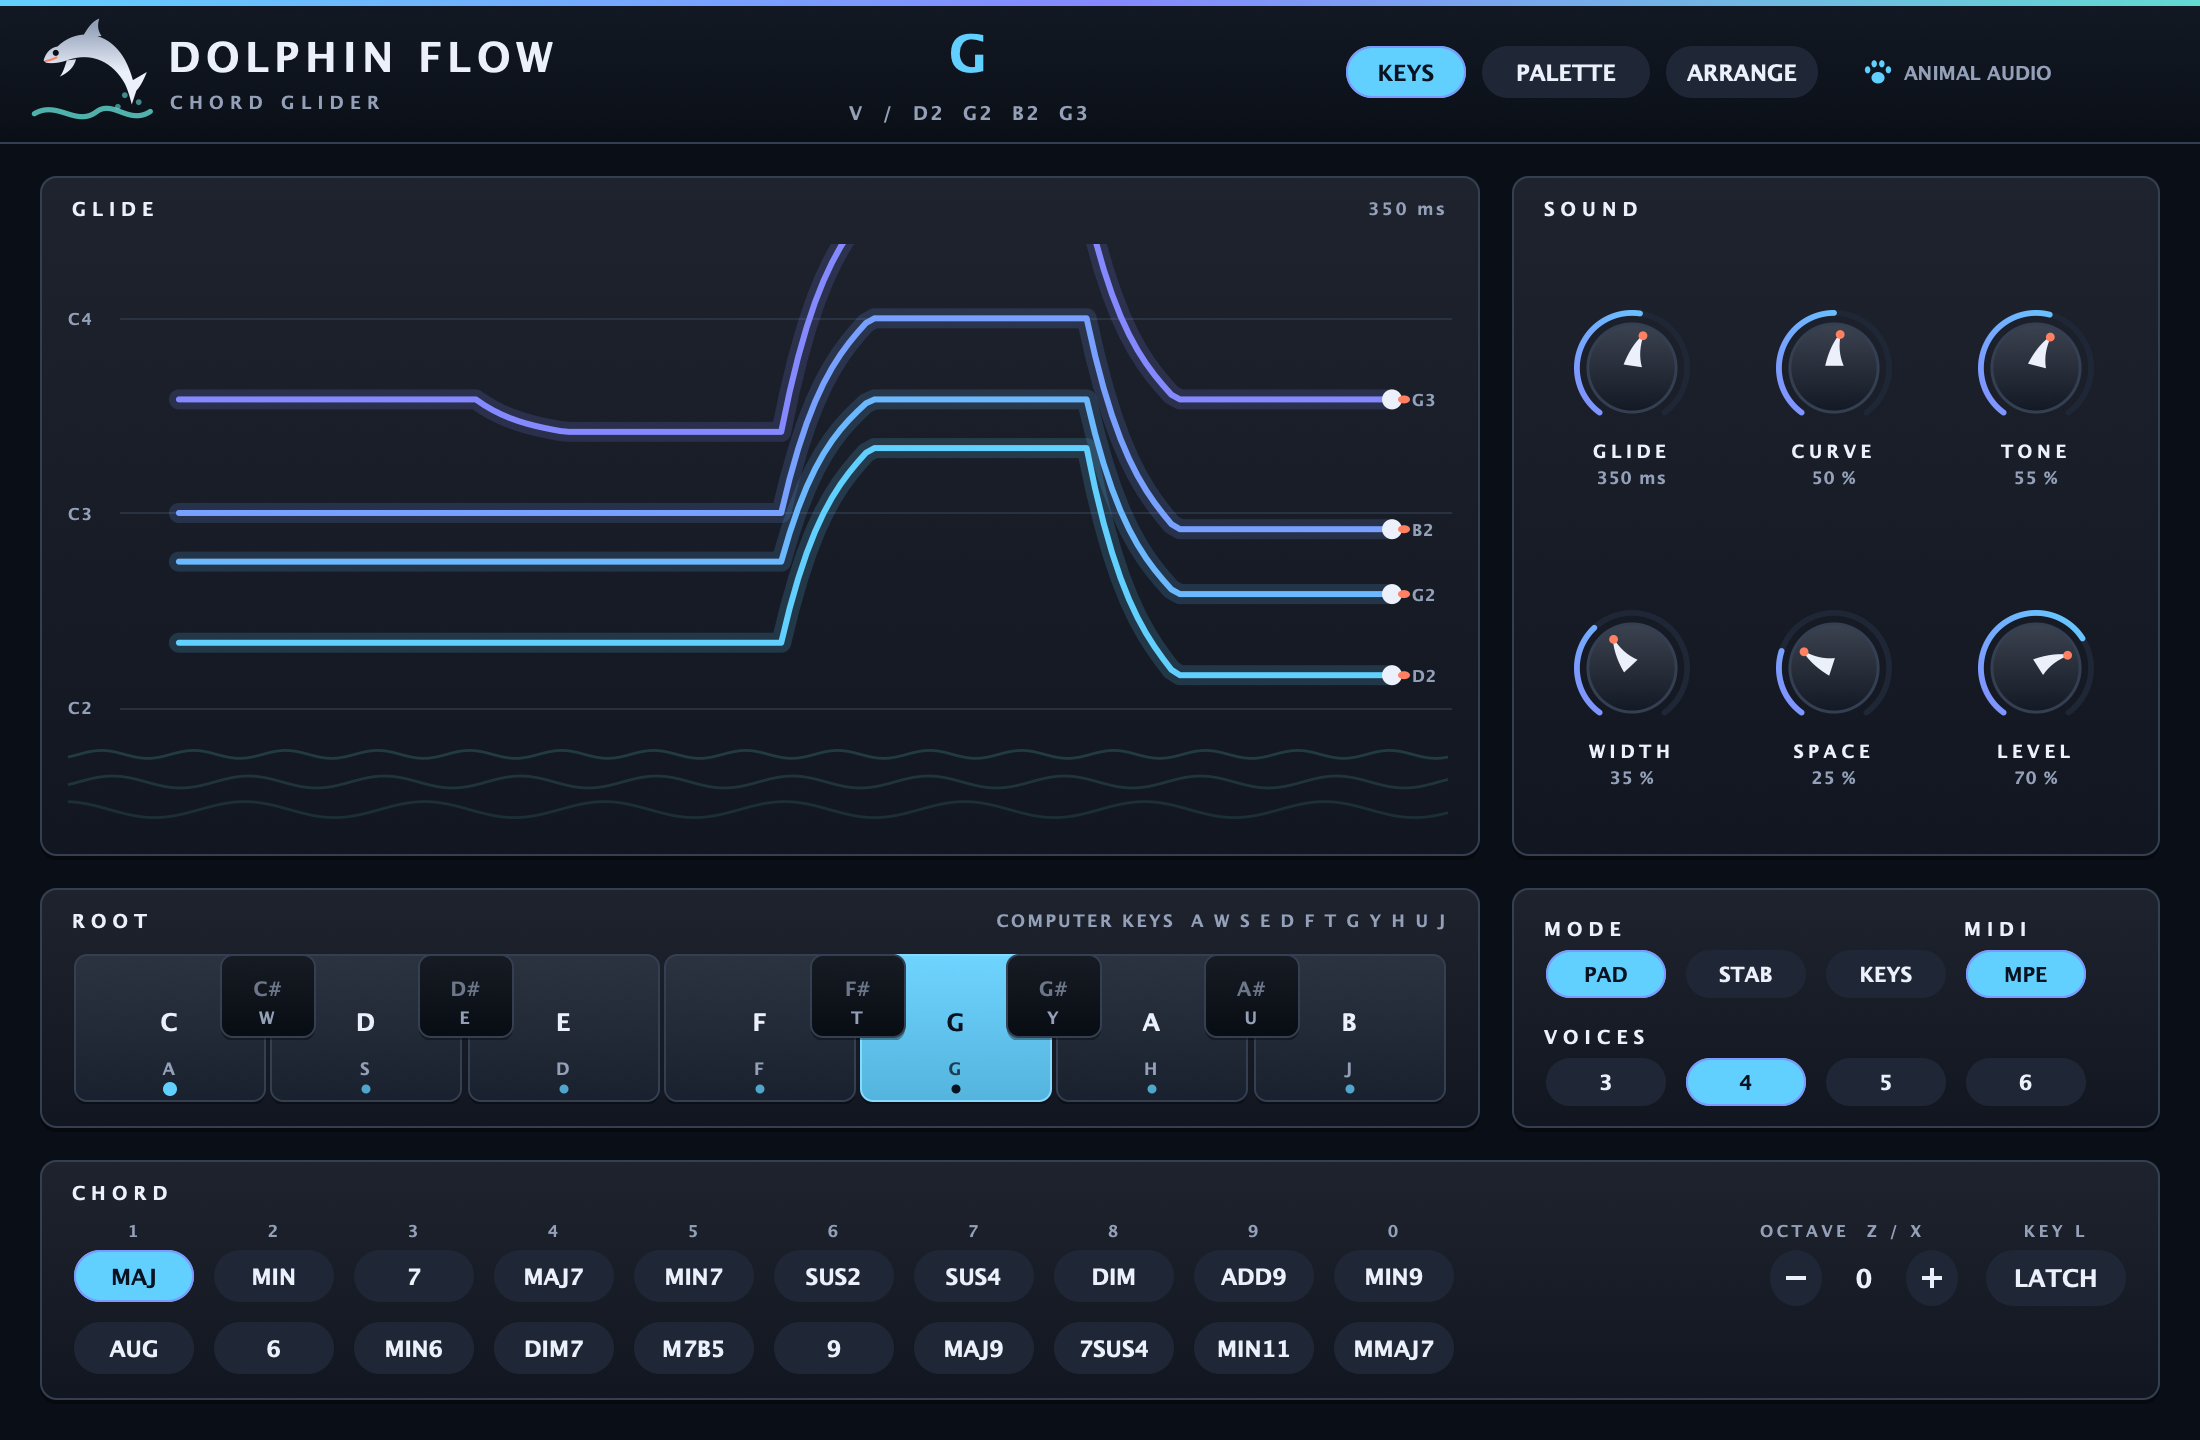 DOLPHIN FLOW
CHORD GLIDER
G
V / D2 G2 B2 G3
KEYS PALETTE ARRANGE ANIMAL AUDIO
GLIDE 350 ms
C4
C3
C2
G3
B2
G2
D2
SOUND
GLIDE CURVE TONE
350 ms 50 % 55 %
WIDTH SPACE LEVEL
35 % 25 % 70 %
ROOT COMPUTER KEYS A W S E D F T G Y H U J
C# D# F# G# A#
W E T Y U
C D E F G A B
A S D F G H J
MODE MIDI
PAD STAB KEYS MPE
VOICES
3 4 5 6
CHORD
1 2 3 4 5 6 7 8 9 0 OCTAVE Z / X KEY L
MAJ MIN 7 MAJ7 MIN7 SUS2 SUS4 DIM ADD9 MIN9 − 0 + LATCH
AUG 6 MIN6 DIM7 M7B5 9 MAJ9 7SUS4 MIN11 MMAJ7